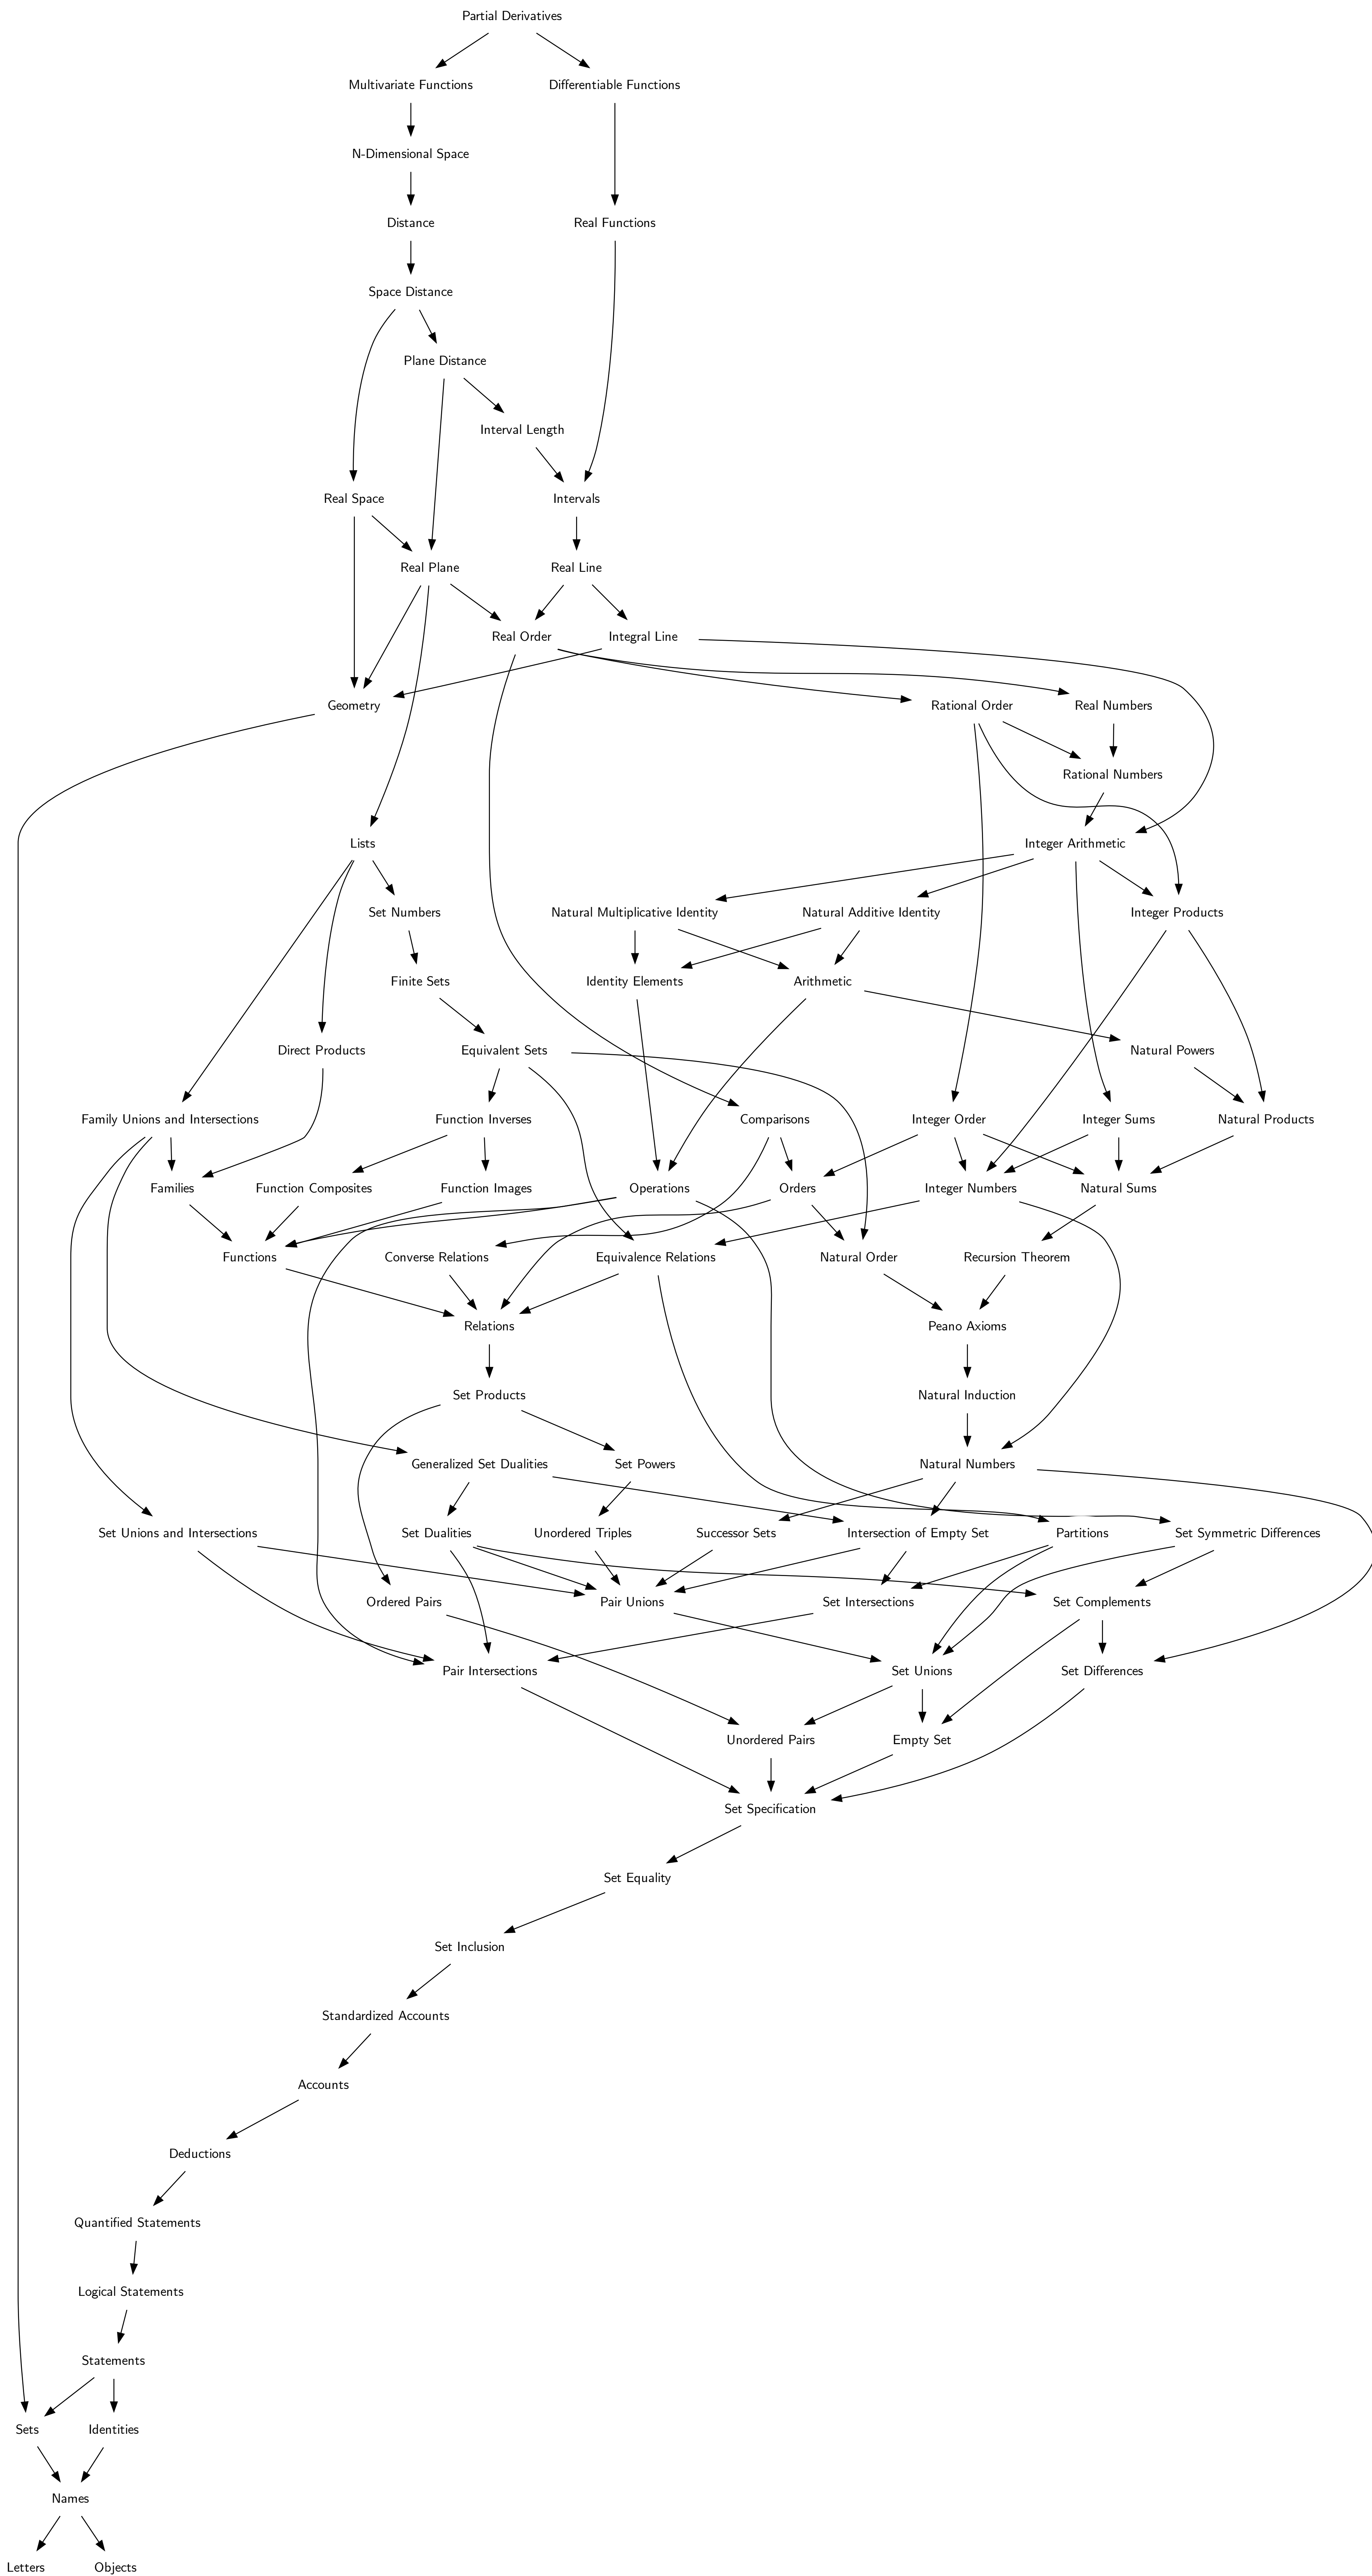 Partial Derivatives
Multivariate Functions
Differentiable Functions
N-Dimensional Space
Distance
Real Functions
Space Distance
Plane Distance
Interval Length
Real Space
Intervals
Real Plane
Real Line
Real Order
Integral Line
Geometry
Rational Order
Real Numbers
Rational Numbers
Lists
Integer Arithmetic
Set Numbers
Natural Multiplicative Identity
Natural Additive Identity
Integer Products
Finite Sets
Identity Elements
Arithmetic
Direct Products
Equivalent Sets
Natural Powers
Family Unions and Intersections
Function Inverses
Comparisons
Integer Order
Integer Sums
Natural Products
Families
Function Composites
Function Images
Operations
Orders
Integer Numbers
Natural Sums
Functions
Converse Relations
Equivalence Relations
Natural Order
Recursion Theorem
Relations
Peano Axioms
Set Products
Natural Induction
Generalized Set Dualities
Set Powers
Natural Numbers
Set Unions and Intersections
Set Dualities
Unordered Triples
Successor Sets
Intersection of Empty Set
Partitions
Set Symmetric Differences
Ordered Pairs
Pair Unions
Set Intersections
Set Complements
Pair Intersections
Set Unions
Set Differences
Unordered Pairs
Empty Set
Set Specification
Set Equality
Set Inclusion
Standardized Accounts
Accounts
Deductions
Quantified Statements
Logical Statements
Statements
Sets
Identities
Names
Letters
Objects